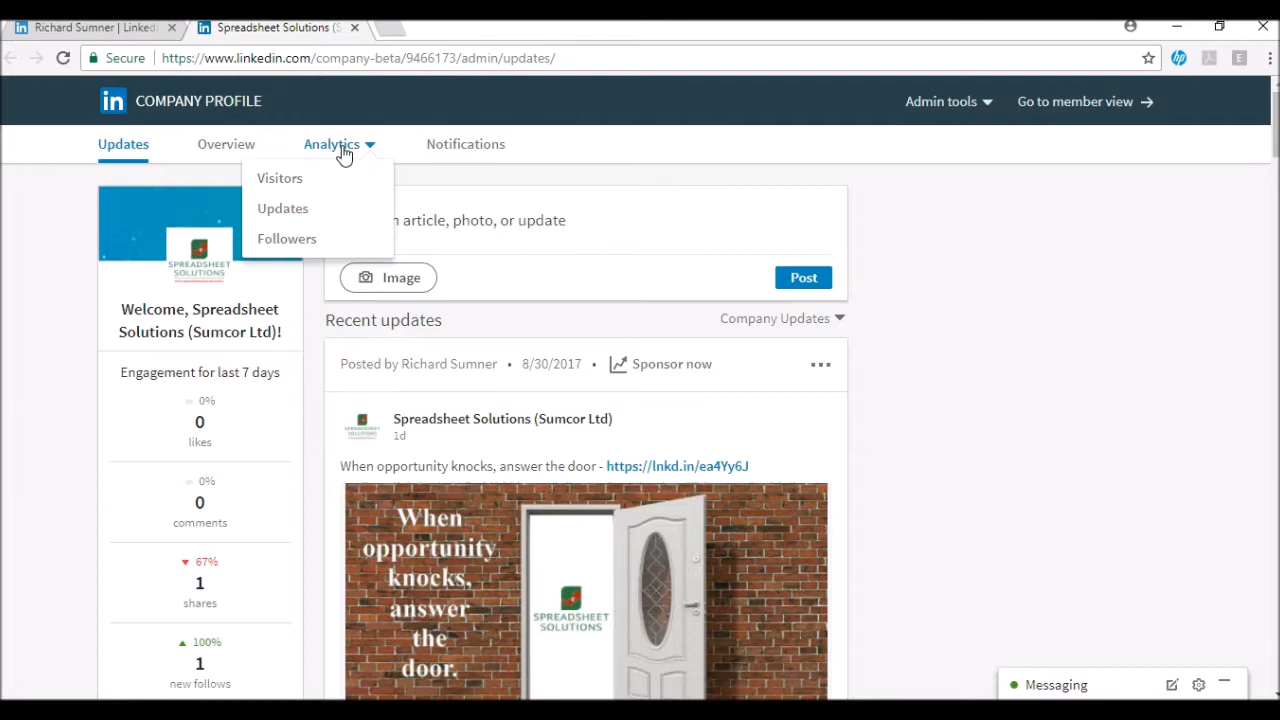 Richard Sumner | Linked
Spreadsheet Solutions (S
Secure
https://www.linkedin.com/company-beta/9466173/admin/updates/
in COMPANY PROFILE
Admin tools
Go to member view
Updates
Overview
Analytics
Notifications
Visitors
Updates
Followers
article, photo, or update
Image
Post
SPREADSHEET
SOLUTIONS
Welcome, Spreadsheet
Solutions (Sumcor Ltd)!
Engagement for last 7 days
0%
0
likes
0%
0
comments
67%
1
shares
100%
1
new follows
Recent updates
Company Updates
Posted by Richard Sumner • 8/30/2017 • Sponsor now
Spreadsheet Solutions (Sumcor Ltd)
1d
When opportunity knocks, answer the door - https://lnkd.in/ea4Yy6J
When
opportunity
knocks,
answer
the
door.
SPREADSHEET
SOLUTIONS
Messaging